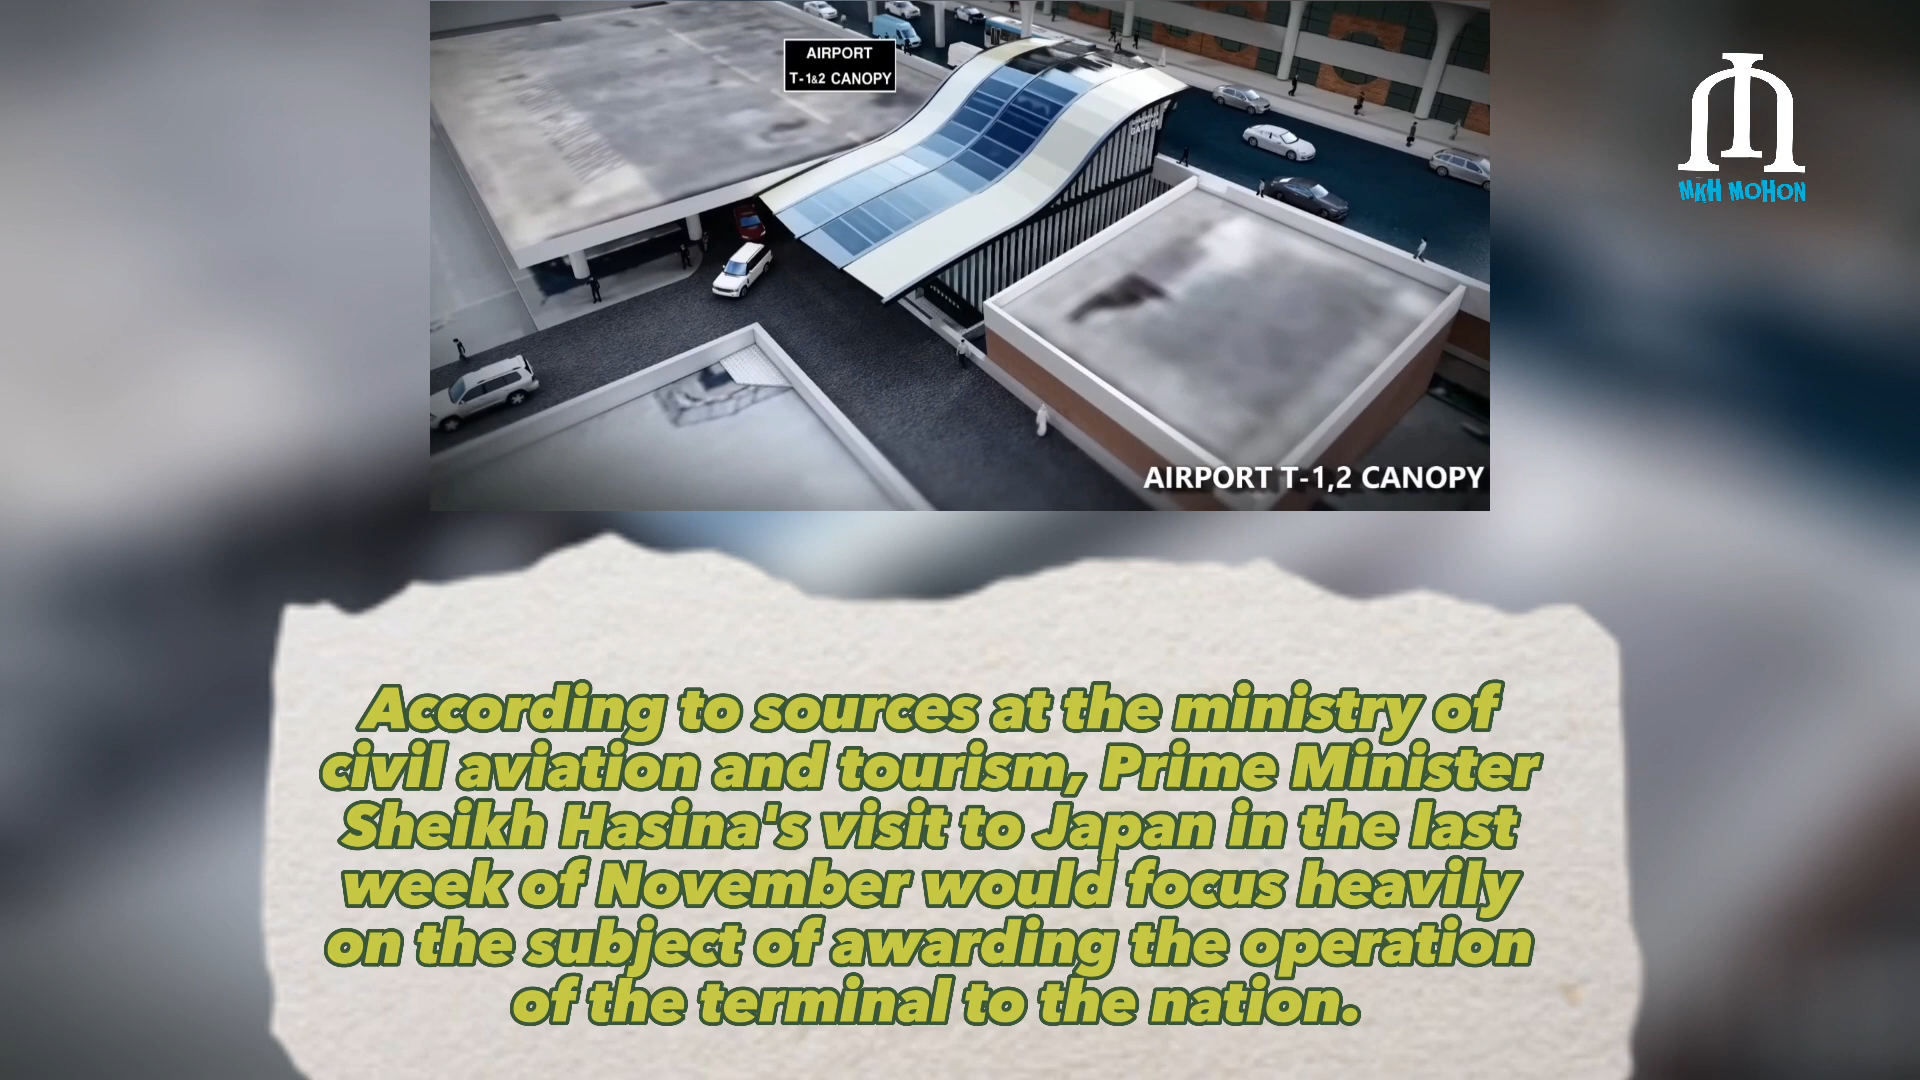 AIRPORT
T-1&2 CANOPY
GATE 01
MKH MOHON
AIRPORT T-1,2 CANOPY
According to sources at the ministry of
civil aviation and tourism, Prime Minister
Sheikh Hasina's visit to Japan in the last
week of November would focus heavily
on the subject of awarding the operation
of the terminal to the nation.